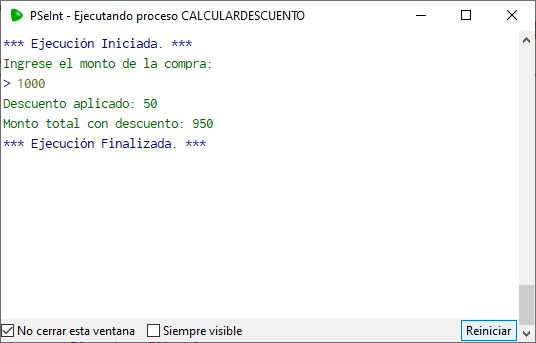 PSeInt - Ejecutando proceso CALCULARDESCUENTO
*** Ejecución Iniciada. ***
Ingrese el monto de la compra:
> 1000
Descuento aplicado: 50
Monto total con descuento: 950
*** Ejecución Finalizada. ***
No cerrar esta ventana Siempre visible Reiniciar